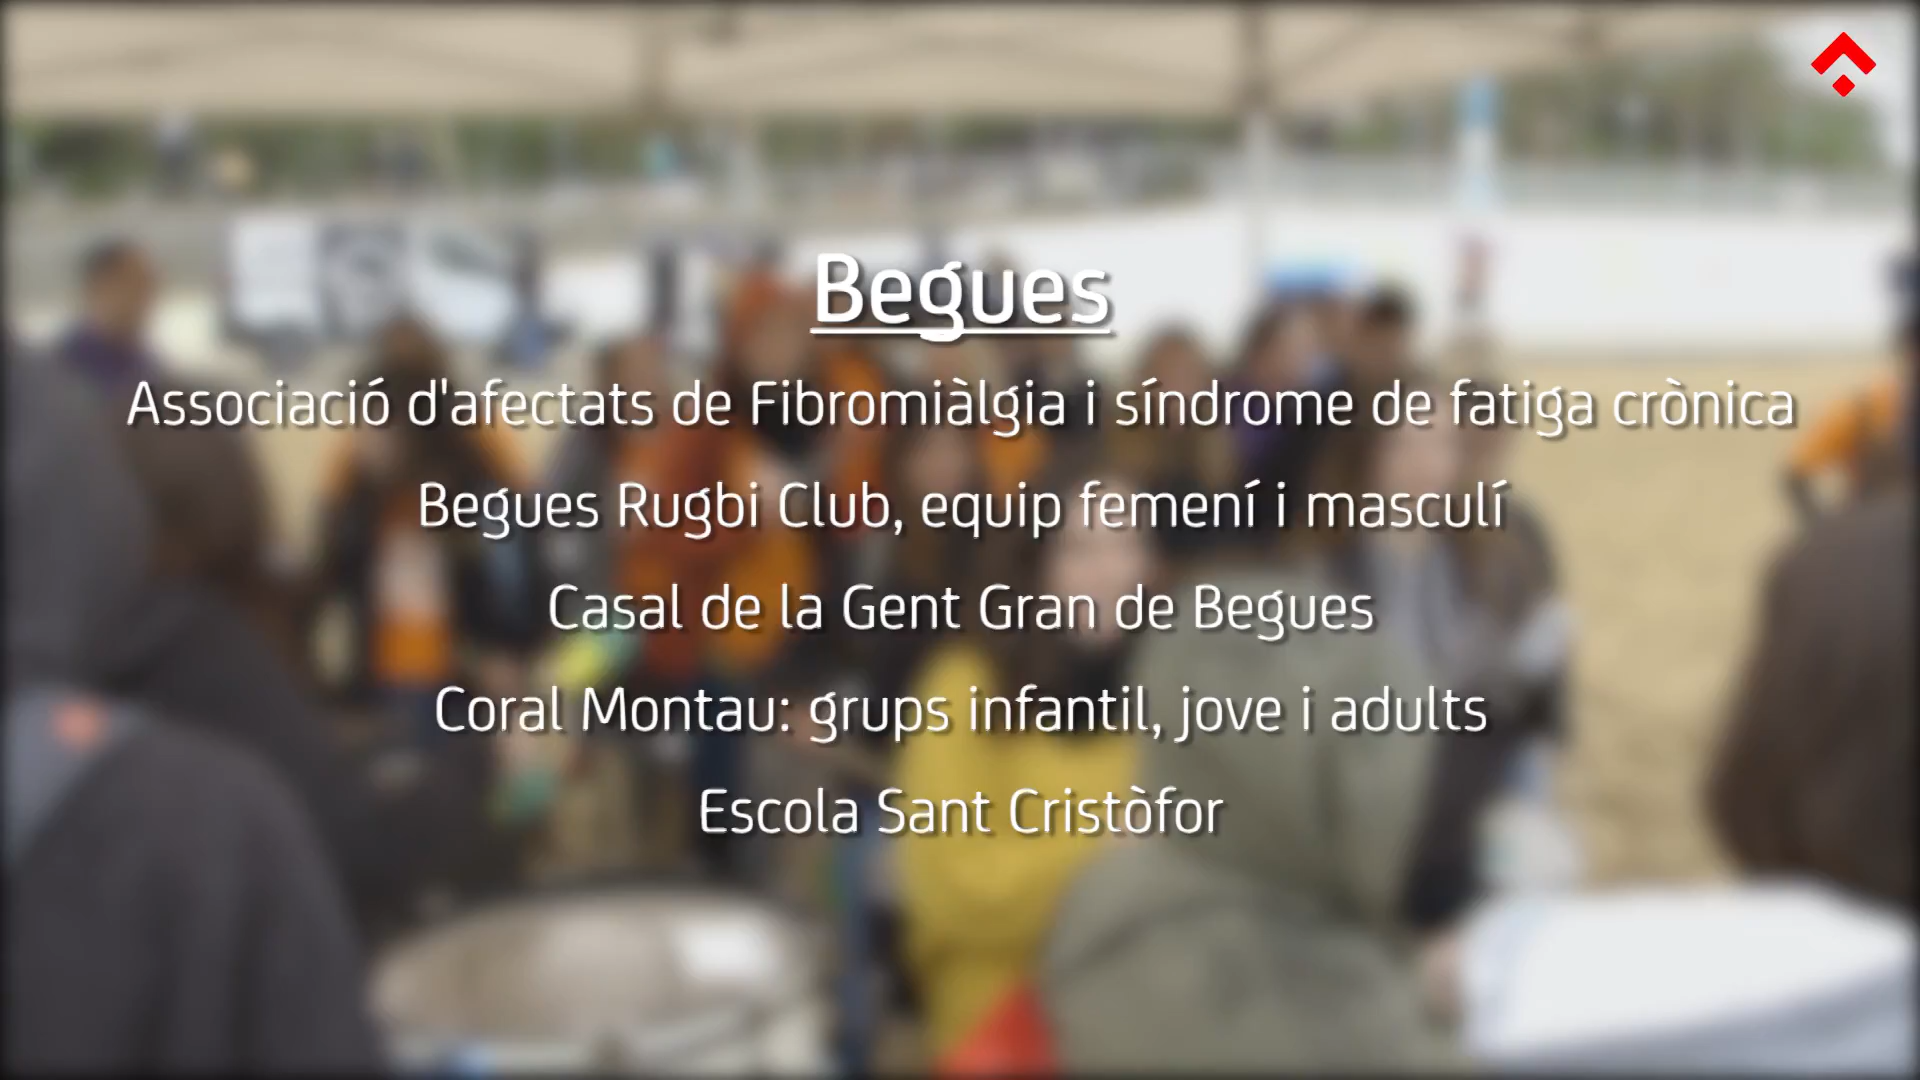 Begues
Associació d'afectats de Fibromiàlgia i síndrome de fatiga crònica
Begues Rugbi Club, equip femení i masculí
Casal de la Gent Gran de Begues
Coral Montau: grups infantil, jove i adults
Escola Sant Cristòfor